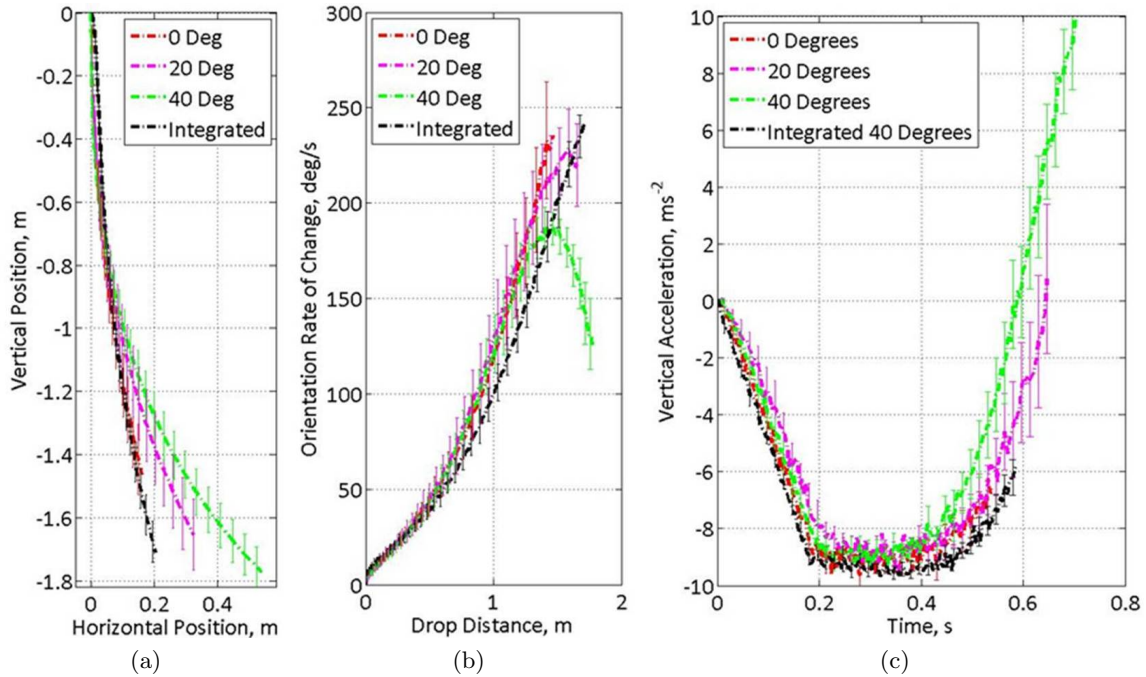 0
-0.2
-0.4
-0.6
-0.8
-1
-1.2
-1.4
-1.6
-1.8
Vertical Position, m
0 Deg
20 Deg
40 Deg
Integrated
0 0.2 0.4
Horizontal Position, m
(a)
300
250
200
150
100
50
0
Orientation Rate of Change, deg/s
0 Deg
20 Deg
40 Deg
Integrated
0 1 2
Drop Distance, m
(b)
10
8
6
4
2
0
-2
-4
-6
-8
-10
Vertical Acceleration, ms-2
0 Degrees
20 Degrees
40 Degrees
Integrated 40 Degrees
0 0.2 0.4 0.6 0.8
Time, s
(c)